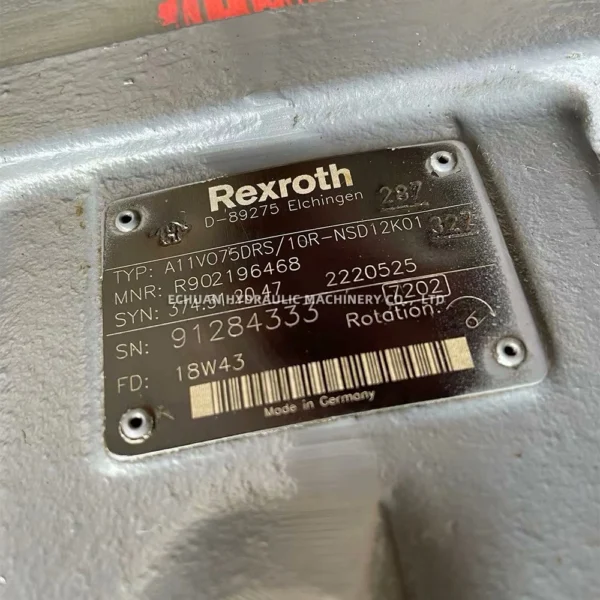 Rexroth
D-89275 Elchingen 287
TYP: A11VO75DRS/10R-NSD12K01 327
MNR: R902196468
SYN: 2220525
ECHUAN HYDRAULIC MACHINERY CO., LTD
SN: 91284333 7202
Rotation:
FD: 18W43
Made in Germany